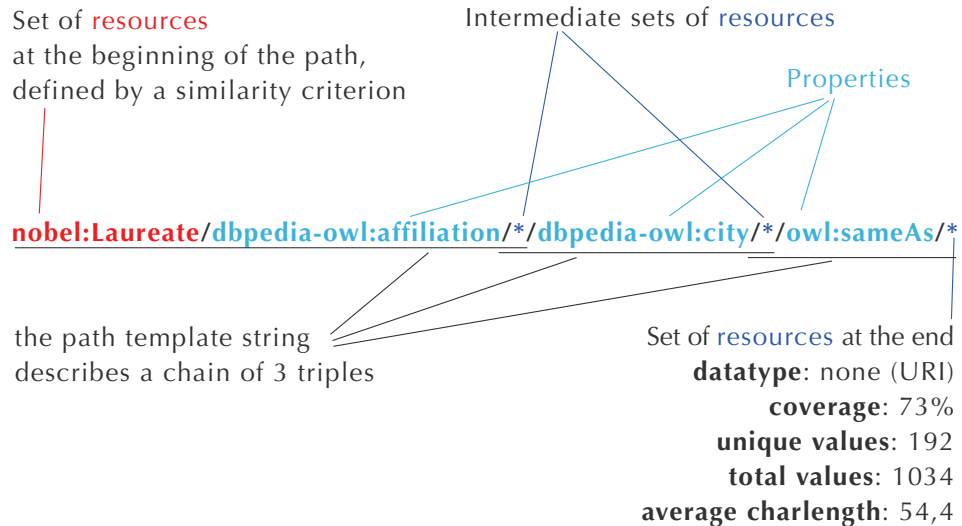 Set of resources
at the beginning of the path,
defined by a similarity criterion
Intermediate sets of resources
Properties
nobel:Laureate/dbpedia-owl:affiliation/*/dbpedia-owl:city/*/owl:sameAs/*
the path template string
describes a chain of 3 triples
Set of resources at the end
datatype: none (URI)
coverage: 73%
unique values: 192
total values: 1034
average charlength: 54,4